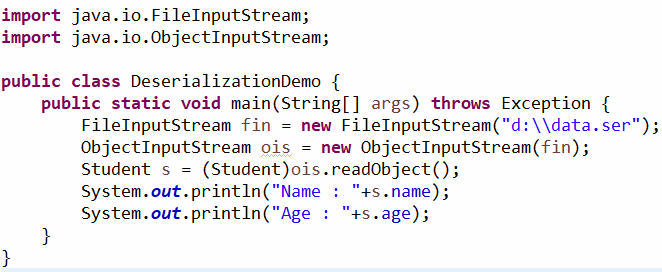 import java.io.FileInputStream;
import java.io.ObjectInputStream;

public class DeserializationDemo {
    public static void main(String[] args) throws Exception {
        FileInputStream fin = new FileInputStream("d:\\data.ser");
        ObjectInputStream ois = new ObjectInputStream(fin);
        Student s = (Student)ois.readObject();
        System.out.println("Name : "+s.name);
        System.out.println("Age : "+s.age);
    }
}